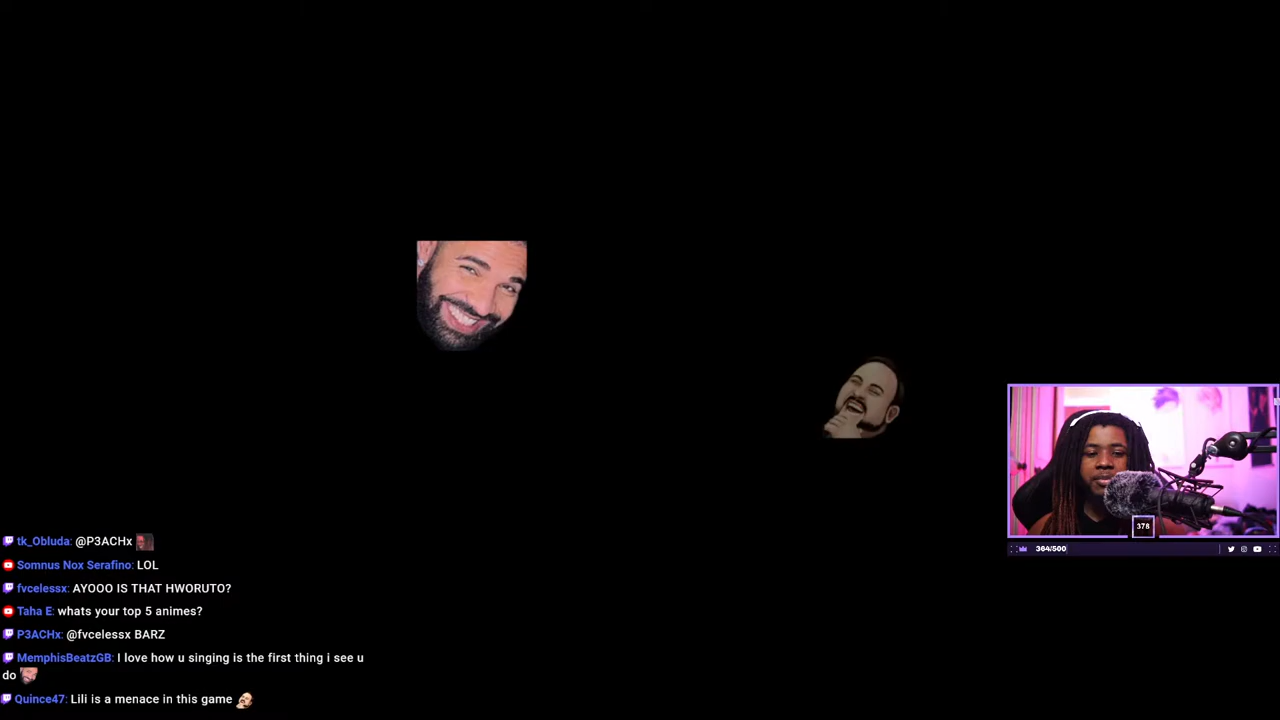 tk_Obluda: @P3ACHx
Somnus Nox Serafino: LOL
fvcelessx: AYOOO IS THAT HWORUTO?
Taha E: whats your top 5 animes?
P3ACHx: @fvcelessx BARZ
MemphisBeatzGB: I love how u singing is the first thing i see u
do
Quince47: Lili is a menace in this game
378
364/500